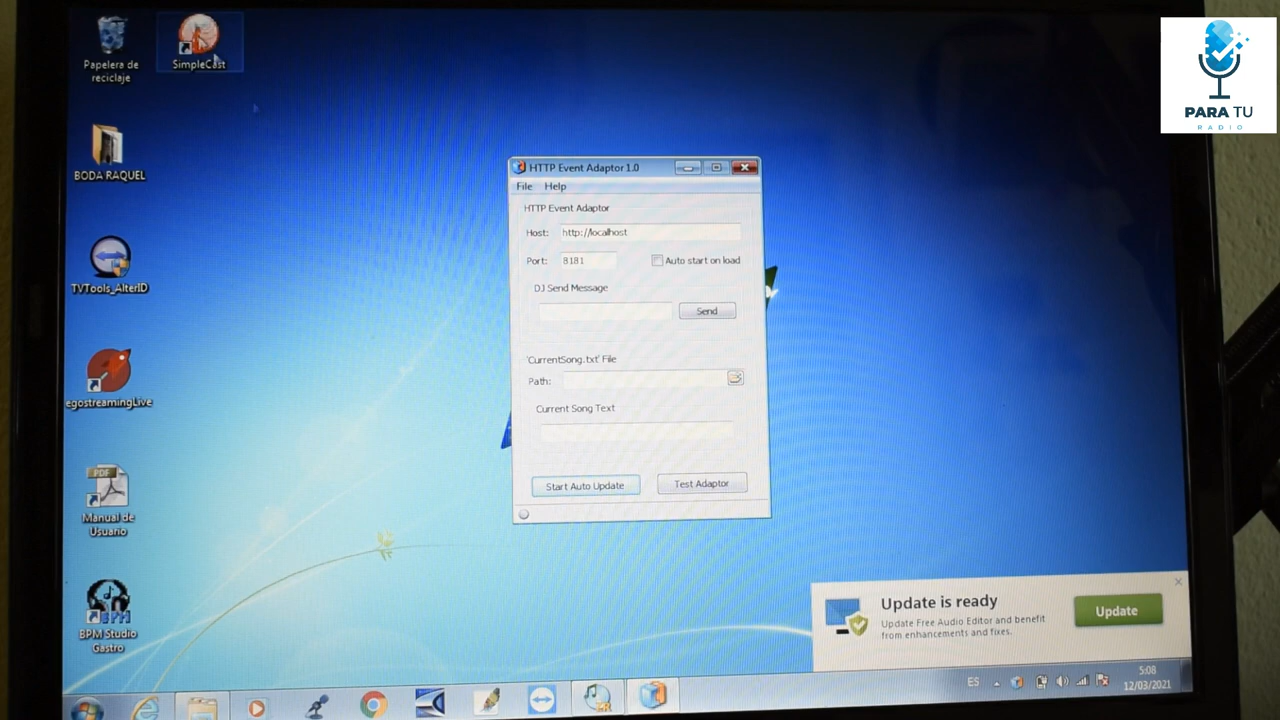 Papelera de
reciclaje
SimpleCast
BODA RAQUEL
TVTools_AlterID
egostreamingLive
PDF
Manual de
Usuario
BPM
BPM Studio
Gastro
HTTP Event Adaptor 1.0
File Help
HTTP Event Adaptor
Host: http://localhost
Port: 8181 Auto start on load
DJ Send Message
Send
'CurrentSong.txt' File
Path:
Current Song Text
Start Auto Update Test Adaptor
Update is ready
Update Free Audio Editor and benefit
from enhancements and fixes.
Update
ES
5:08
12/03/2021
PARA TU
RADIO